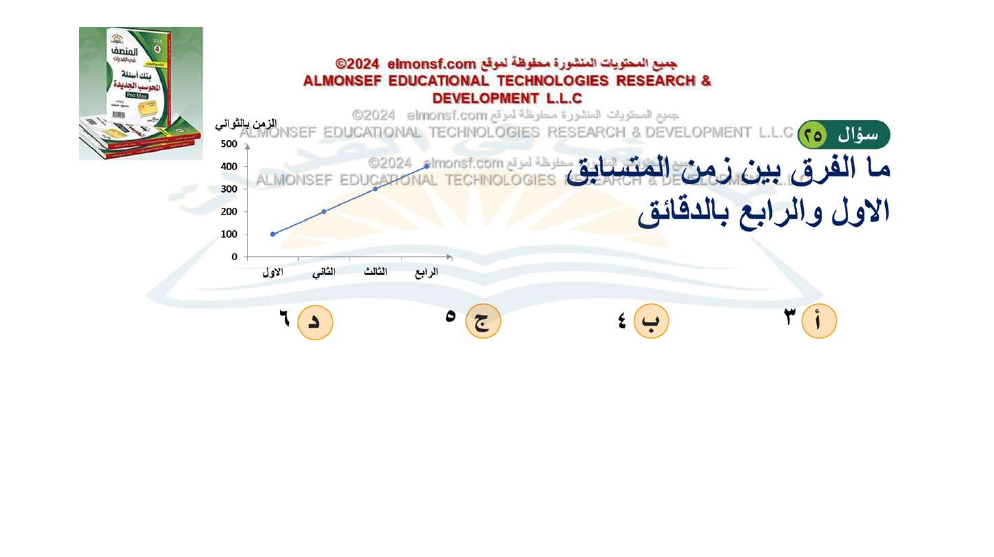 المنصف
في القدرات
بنك أسئلة
المحوسب الجديدة
جميع المحتويات المنشورة محفوظة لموقع elmonsf.com ©2024
ALMONSEF EDUCATIONAL TECHNOLOGIES RESEARCH &
DEVELOPMENT L.L.C
جميع المحتويات المنشورة محفوظة لموقع elmonsf.com ©2024
ALMONSEF EDUCATIONAL TECHNOLOGIES RESEARCH & DEVELOPMENT L.L.C
جميع المحتويات المنشورة محفوظة لموقع elmonsf.com ©2024
ALMONSEF EDUCATIONAL TECHNOLOGIES RESEARCH & DEVELOPMENT L.L.C
سؤال ٢٥
ما الفرق بين زمن المتسابق
الاول والرابع بالدقائق
الزمن بالثواني
500
400
300
200
100
0
الاول الثاني الثالث الرابع
أ ٣ ب ٤ ج ٥ د ٦